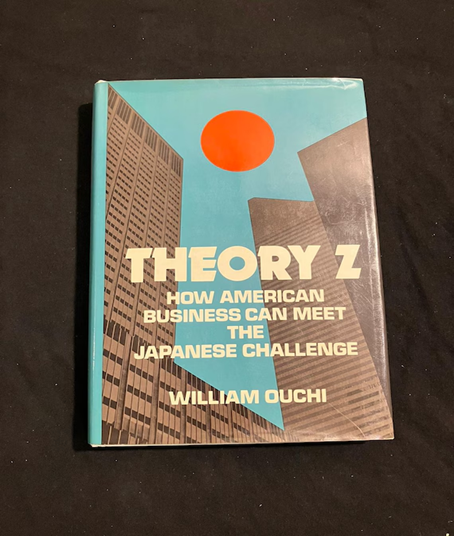 THEORY Z
HOW AMERICAN
BUSINESS CAN MEET
THE
JAPANESE CHALLENGE
WILLIAM OUCHI